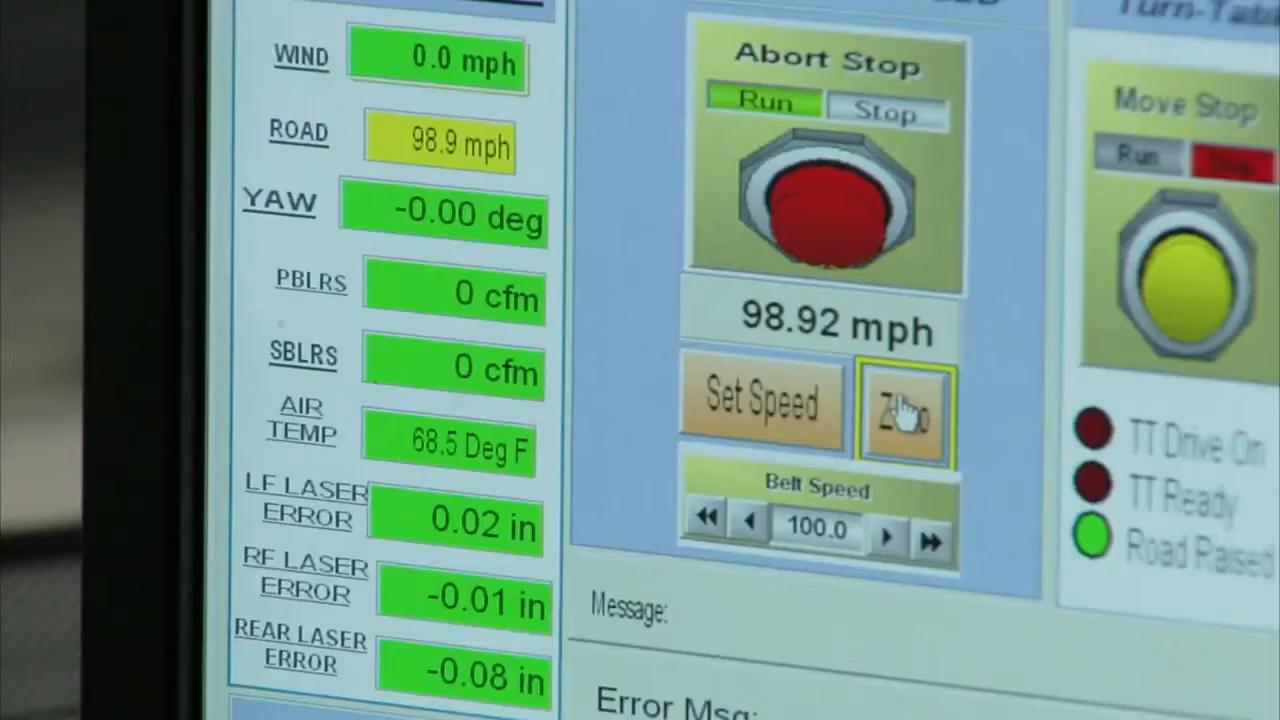 WIND 0.0 mph
ROAD 98.9 mph
YAW -0.00 deg
PBLRS 0 cfm
SBLRS 0 cfm
AIR TEMP 68.5 Deg F
LF LASER ERROR 0.02 in
RF LASER ERROR -0.01 in
REAR LASER ERROR -0.08 in
Abort Stop
Run Stop
98.92 mph
Set Speed
Belt Speed
100.0
Message:
Error Msg:
Turn-Tabl
Move Stop
Run
TT Drive On
TT Ready
Road Raised